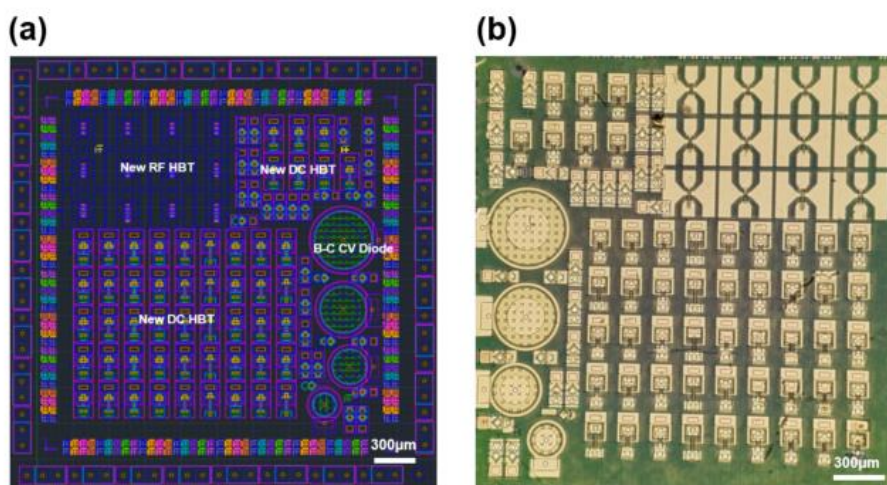 (a)
(b)
New RF HBT
New DC HBT
B-C CV Diode
New DC HBT
300μm
300μm